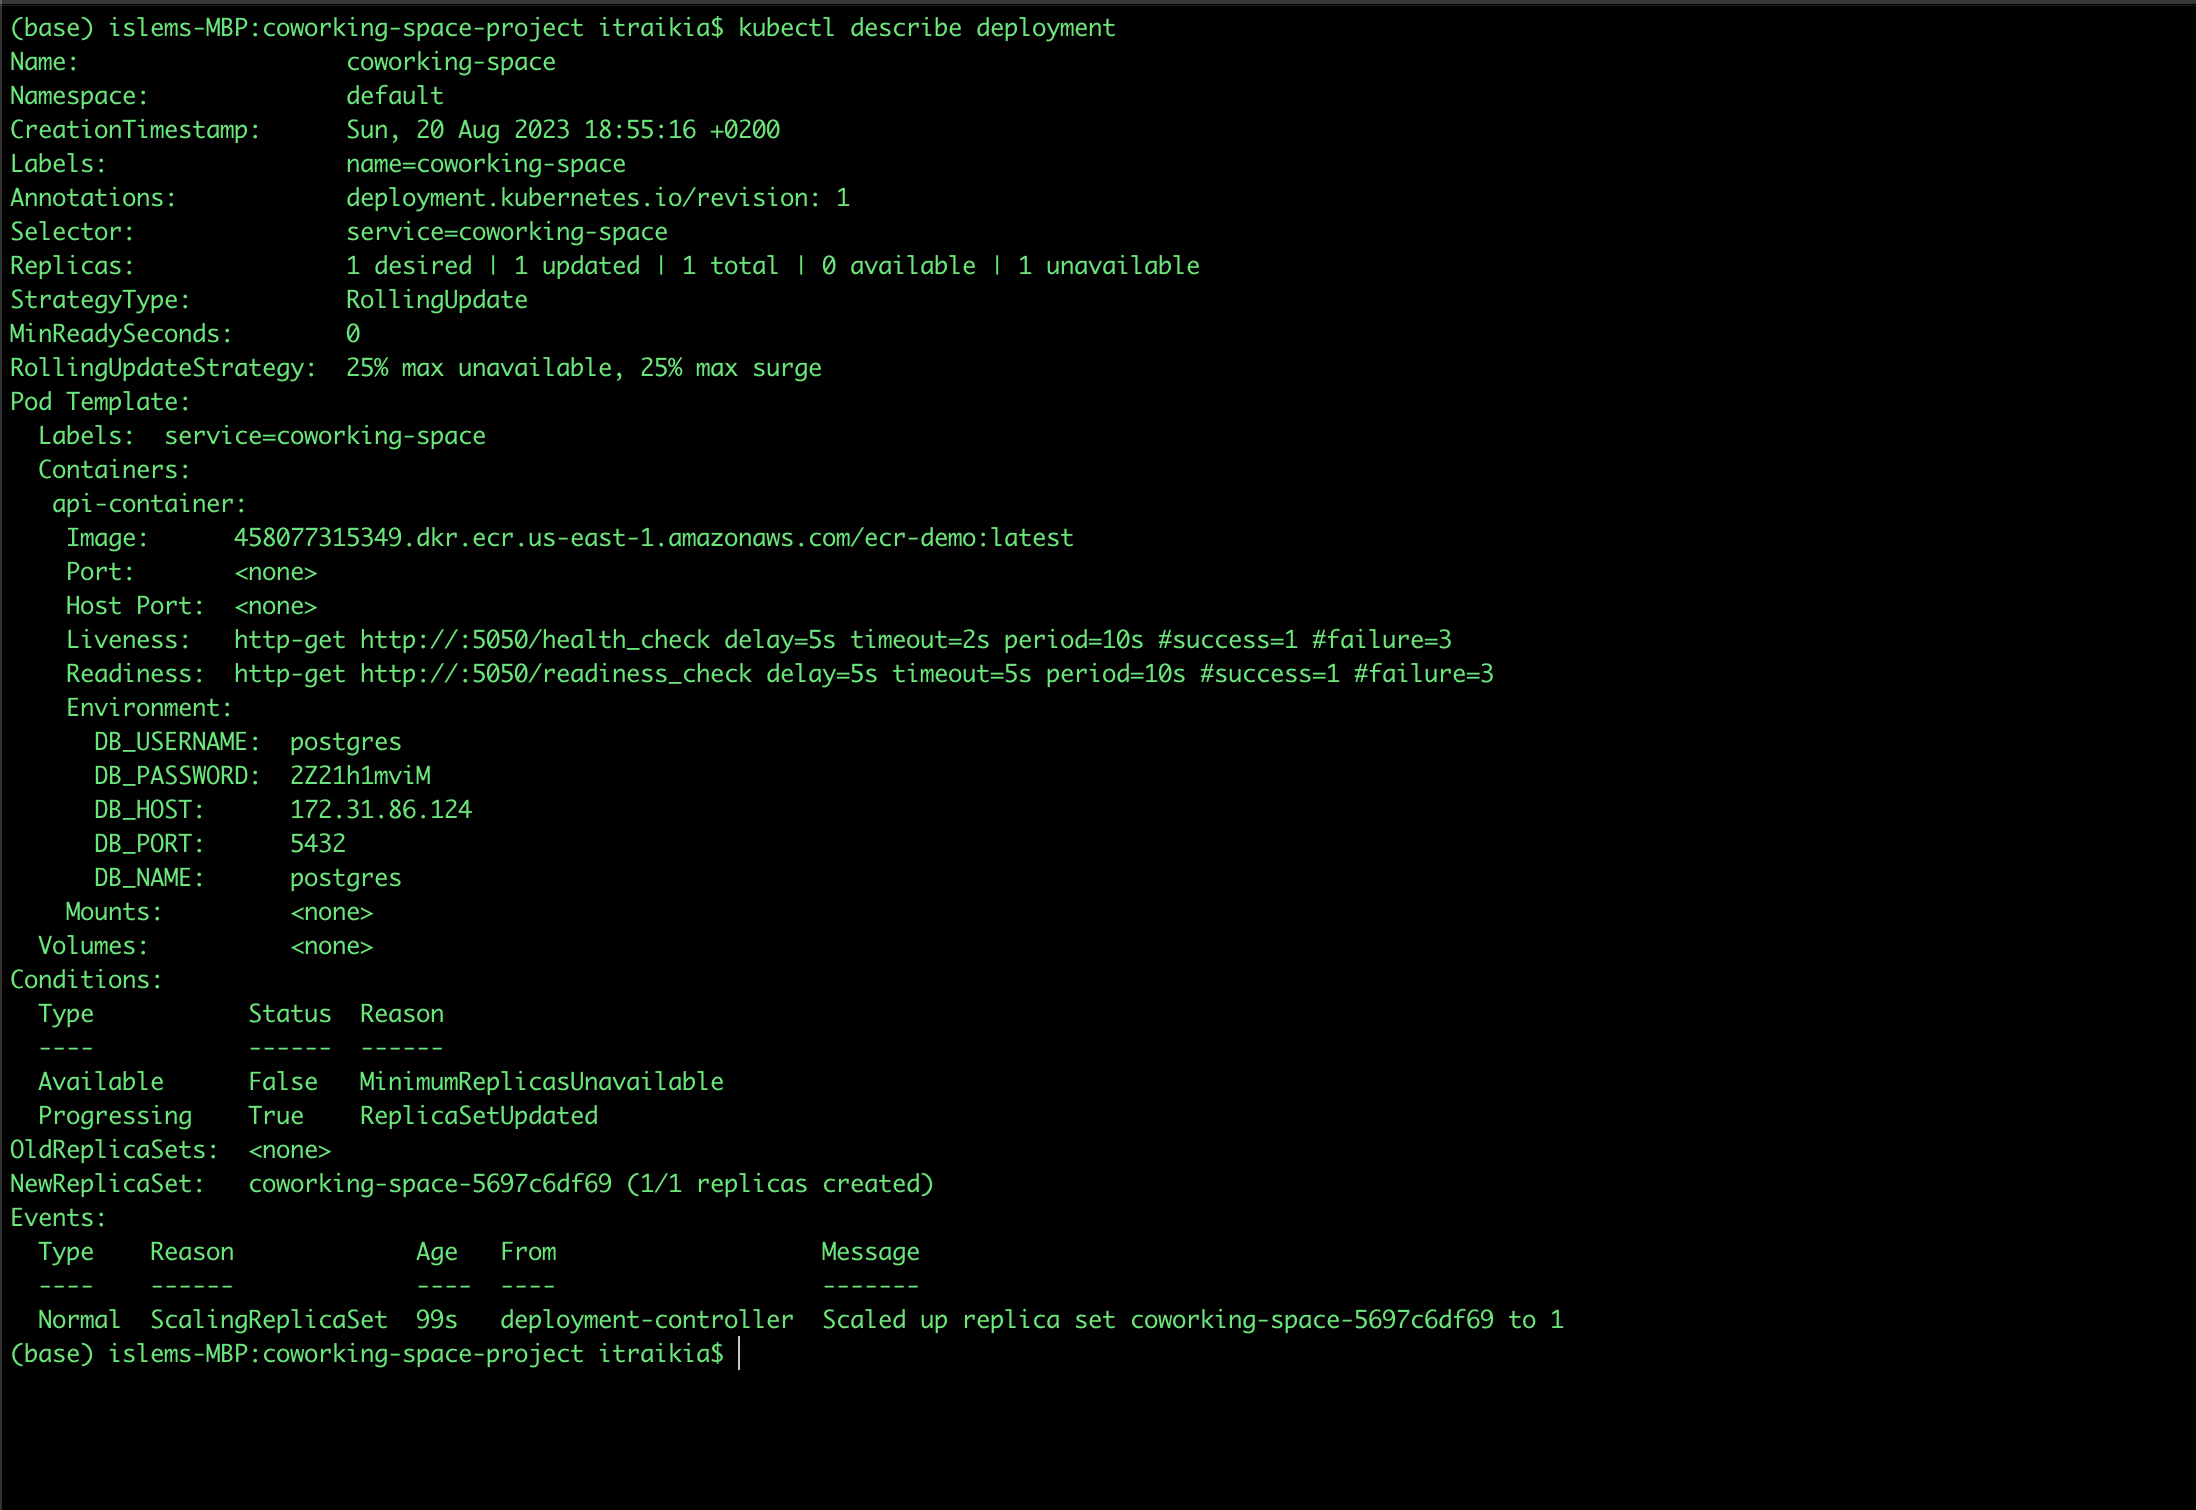 (base) islems-MBP:coworking-space-project itraikia$ kubectl describe deployment
Name:                   coworking-space
Namespace:              default
CreationTimestamp:      Sun, 20 Aug 2023 18:55:16 +0200
Labels:                 name=coworking-space
Annotations:            deployment.kubernetes.io/revision: 1
Selector:               service=coworking-space
Replicas:               1 desired | 1 updated | 1 total | 0 available | 1 unavailable
StrategyType:           RollingUpdate
MinReadySeconds:        0
RollingUpdateStrategy:  25% max unavailable, 25% max surge
Pod Template:
  Labels:  service=coworking-space
  Containers:
   api-container:
    Image:      458077315349.dkr.ecr.us-east-1.amazonaws.com/ecr-demo:latest
    Port:       <none>
    Host Port:  <none>
    Liveness:   http-get http://:5050/health_check delay=5s timeout=2s period=10s #success=1 #failure=3
    Readiness:  http-get http://:5050/readiness_check delay=5s timeout=5s period=10s #success=1 #failure=3
    Environment:
      DB_USERNAME:  postgres
      DB_PASSWORD:  2Z21h1mviM
      DB_HOST:      172.31.86.124
      DB_PORT:      5432
      DB_NAME:      postgres
    Mounts:         <none>
  Volumes:          <none>
Conditions:
  Type           Status  Reason
  ----           ------  ------
  Available      False   MinimumReplicasUnavailable
  Progressing    True    ReplicaSetUpdated
OldReplicaSets:  <none>
NewReplicaSet:   coworking-space-5697c6df69 (1/1 replicas created)
Events:
  Type    Reason             Age   From                   Message
  ----    ------             ----  ----                   -------
  Normal  ScalingReplicaSet  99s   deployment-controller  Scaled up replica set coworking-space-5697c6df69 to 1
(base) islems-MBP:coworking-space-project itraikia$